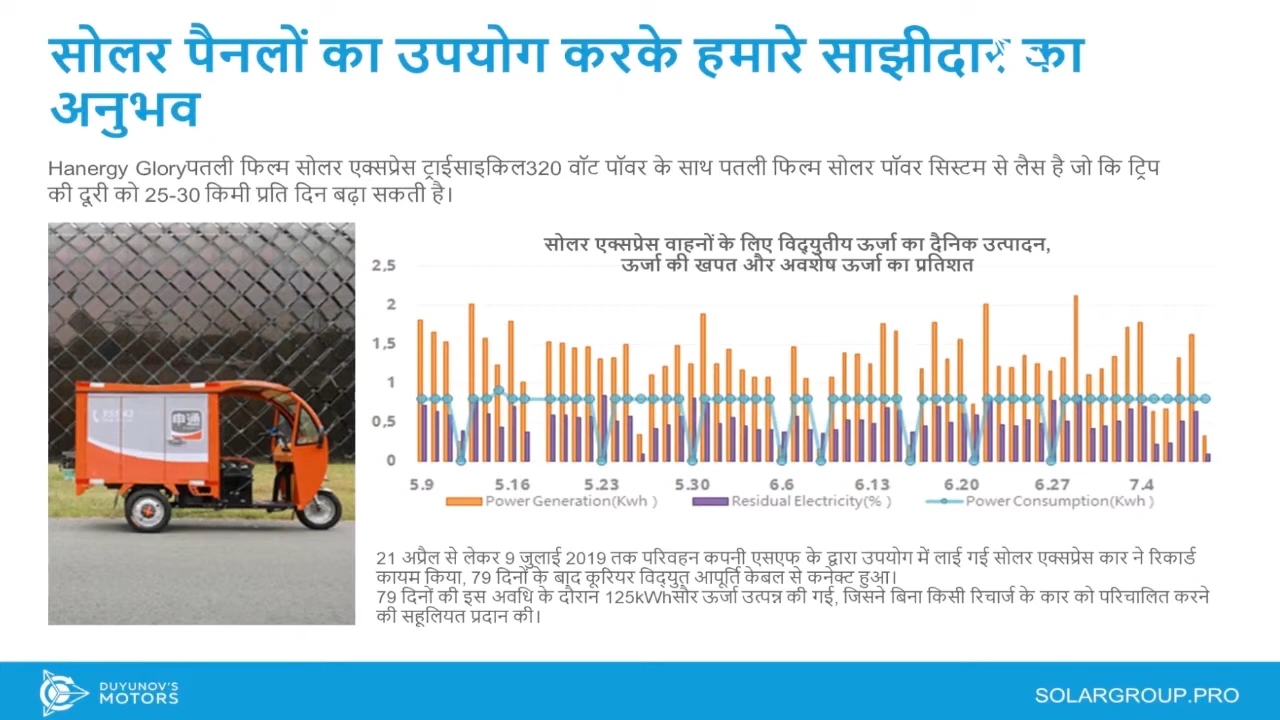 सोलर पैनलों का उपयोग करके हमारे साझीदार का
अनुभव
Hanergy Gloryपतली फिल्म सोलर एक्सप्रेस ट्राईसाइकिल320 वॉट पॉवर के साथ पतली फिल्म सोलर पॉवर सिस्टम से लैस है जो कि ट्रिप
की दूरी को 25-30 किमी प्रति दिन बढ़ा सकती है।
सोलर एक्सप्रेस वाहनों के लिए विद्युतीय ऊर्जा का दैनिक उत्पादन,
ऊर्जा की खपत और अवशेष ऊर्जा का प्रतिशत
2,5
2
1,5
1
0,5
0
5.9 5.16 5.23 5.30 6.6 6.13 6.20 6.27 7.4
Power Generation(Kwh ) Residual Electricity(% ) Power Consumption(Kwh )
申通
21 अप्रैल से लेकर 9 जुलाई 2019 तक परिवहन कंपनी एसएफ के द्वारा उपयोग में लाई गई सोलर एक्सप्रेस कार ने रिकार्ड
कायम किया, 79 दिनों के बाद कूरियर विद्युत आपूर्ति केबल से कनेक्ट हुआ।
79 दिनों की इस अवधि के दौरान 125kWhसौर ऊर्जा उत्पन्न की गई, जिसने बिना किसी रिचार्ज के कार को परिचालित करने
की सहूलियत प्रदान की।
DUYUNOV'S
MOTORS
SOLARGROUP.PRO